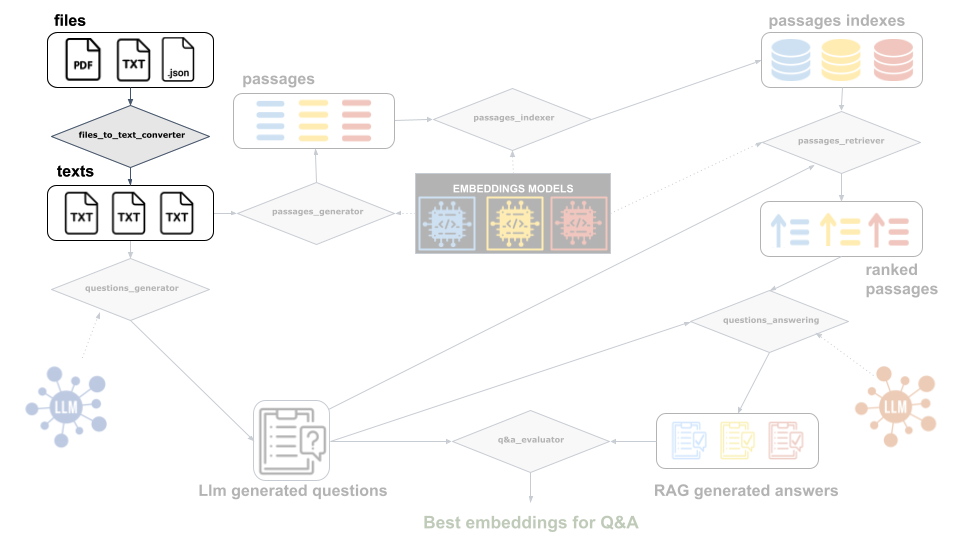 files
PDF
TXT
.json
files_to_text_converter
texts
TXT
TXT
TXT
passages
passages_generator
passages_indexer
passages indexes
EMBEDDINGS MODELS
</>
</>
</>
passages_retriever
ranked
passages
questions_generator
LLM
questions_answering
LLM
?
Llm generated questions
q&a_evaluator
RAG generated answers
Best embeddings for Q&A